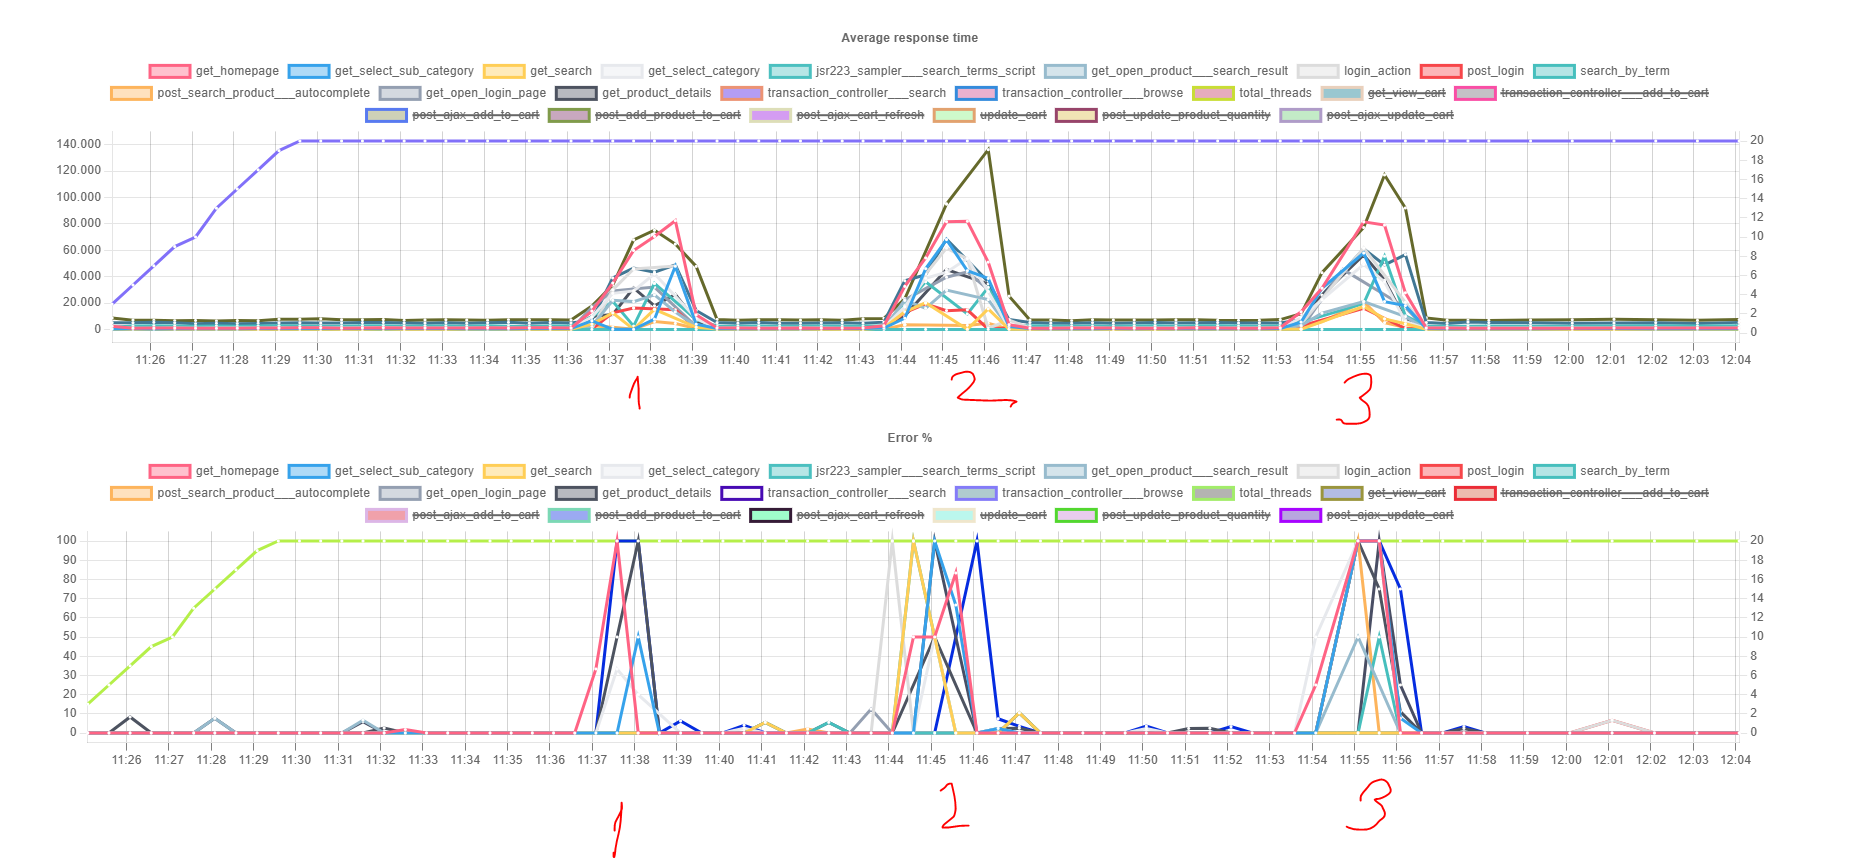 Average response time
get_homepage get_select_sub_category get_search get_select_category jsr223_sampler___search_terms_script get_open_product___search_result login_action post_login search_by_term
post_search_product___autocomplete get_open_login_page get_product_details transaction_controller___search transaction_controller___browse total_threads get_view_cart transaction_controller___add_to_cart
post_ajax_add_to_cart post_add_product_to_cart post_ajax_cart_refresh update_cart post_update_product_quantity post_ajax_update_cart
140.000 20
120.000 18
100.000 16
80.000 14
60.000 12
40.000 10
20.000 8
0 6
4
2
0
11:26 11:27 11:28 11:29 11:30 11:31 11:32 11:33 11:34 11:35 11:36 11:37 11:38 11:39 11:40 11:41 11:42 11:43 11:44 11:45 11:46 11:47 11:48 11:49 11:50 11:51 11:52 11:53 11:54 11:55 11:56 11:57 11:58 11:59 12:00 12:01 12:02 12:03 12:04
1 2 3
Error %
get_homepage get_select_sub_category get_search get_select_category jsr223_sampler___search_terms_script get_open_product___search_result login_action post_login search_by_term
post_search_product___autocomplete get_open_login_page get_product_details transaction_controller___search transaction_controller___browse total_threads get_view_cart transaction_controller___add_to_cart
post_ajax_add_to_cart post_add_product_to_cart post_ajax_cart_refresh update_cart post_update_product_quantity post_ajax_update_cart
100 20
90 18
80 16
70 14
60 12
50 10
40 8
30 6
20 4
10 2
0 0
11:26 11:27 11:28 11:29 11:30 11:31 11:32 11:33 11:34 11:35 11:36 11:37 11:38 11:39 11:40 11:41 11:42 11:43 11:44 11:45 11:46 11:47 11:48 11:49 11:50 11:51 11:52 11:53 11:54 11:55 11:56 11:57 11:58 11:59 12:00 12:01 12:02 12:03 12:04
1 2 3